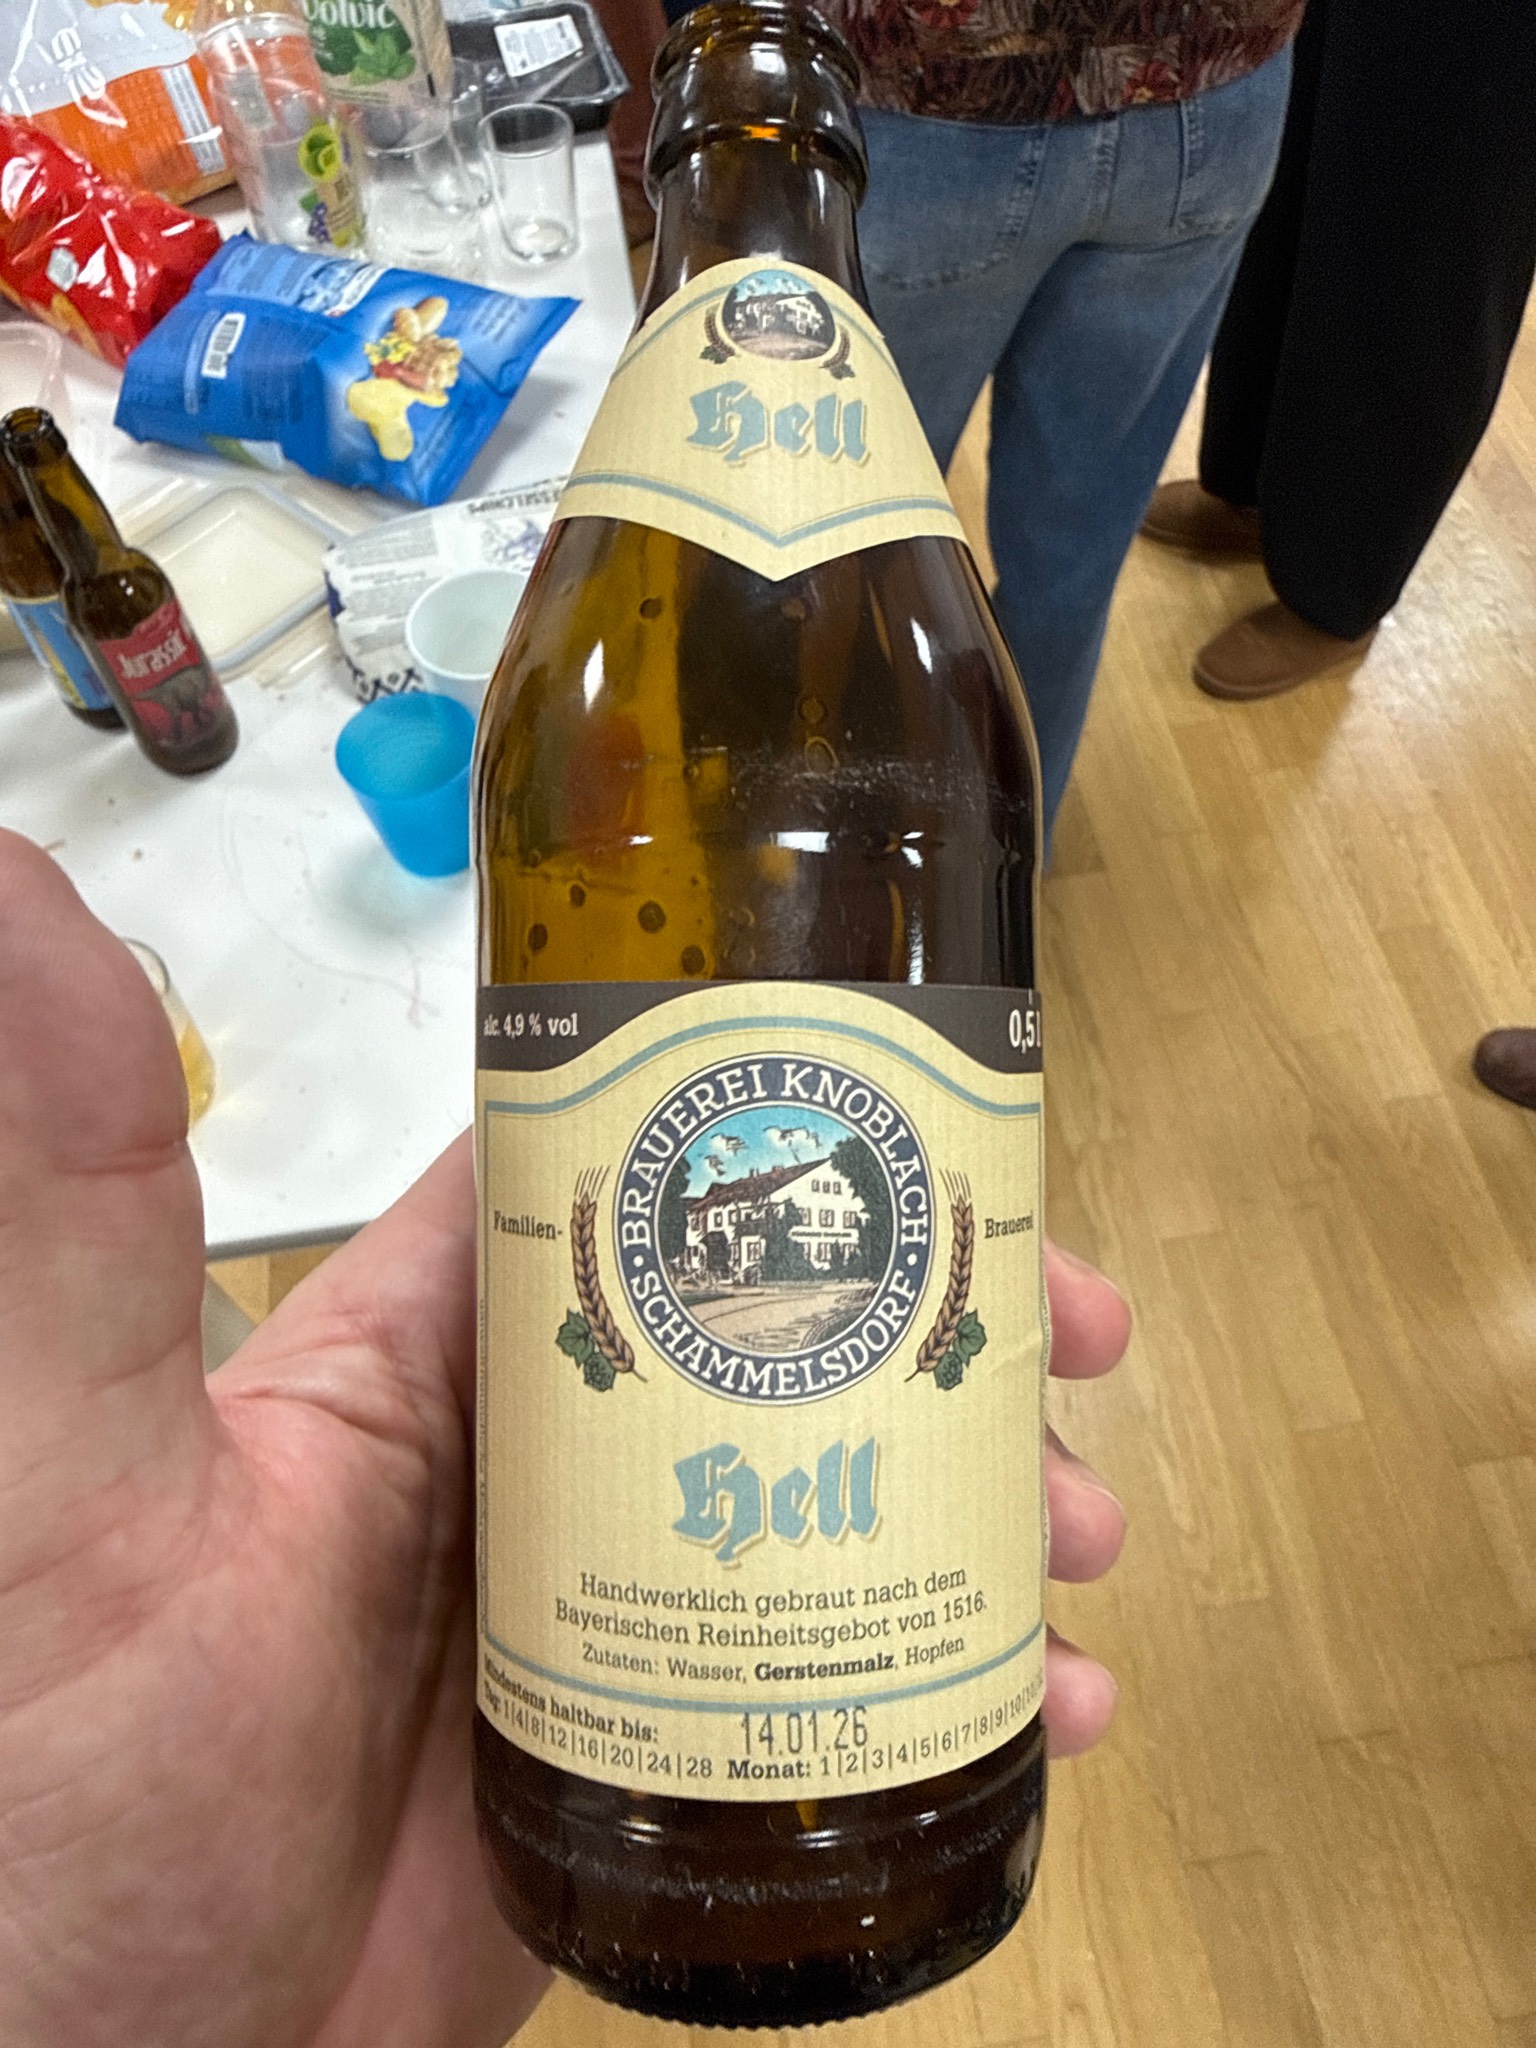 volvic
Hell
Jurassic
alc. 4,9 % vol
0,5 l
BRAUEREI KNOBLACH
Familien-
Brauerei
· SCHAMMELSDORF ·
Hell
Handwerklich gebraut nach dem
Bayerischen Reinheitsgebot von 1516.
Zutaten: Wasser, Gerstenmalz, Hopfen
Mindestens haltbar bis:
14.01.26
Tag: 1|4|8|12|16|20|24|28 Monat: 1|2|3|4|5|6|7|8|9|10|11